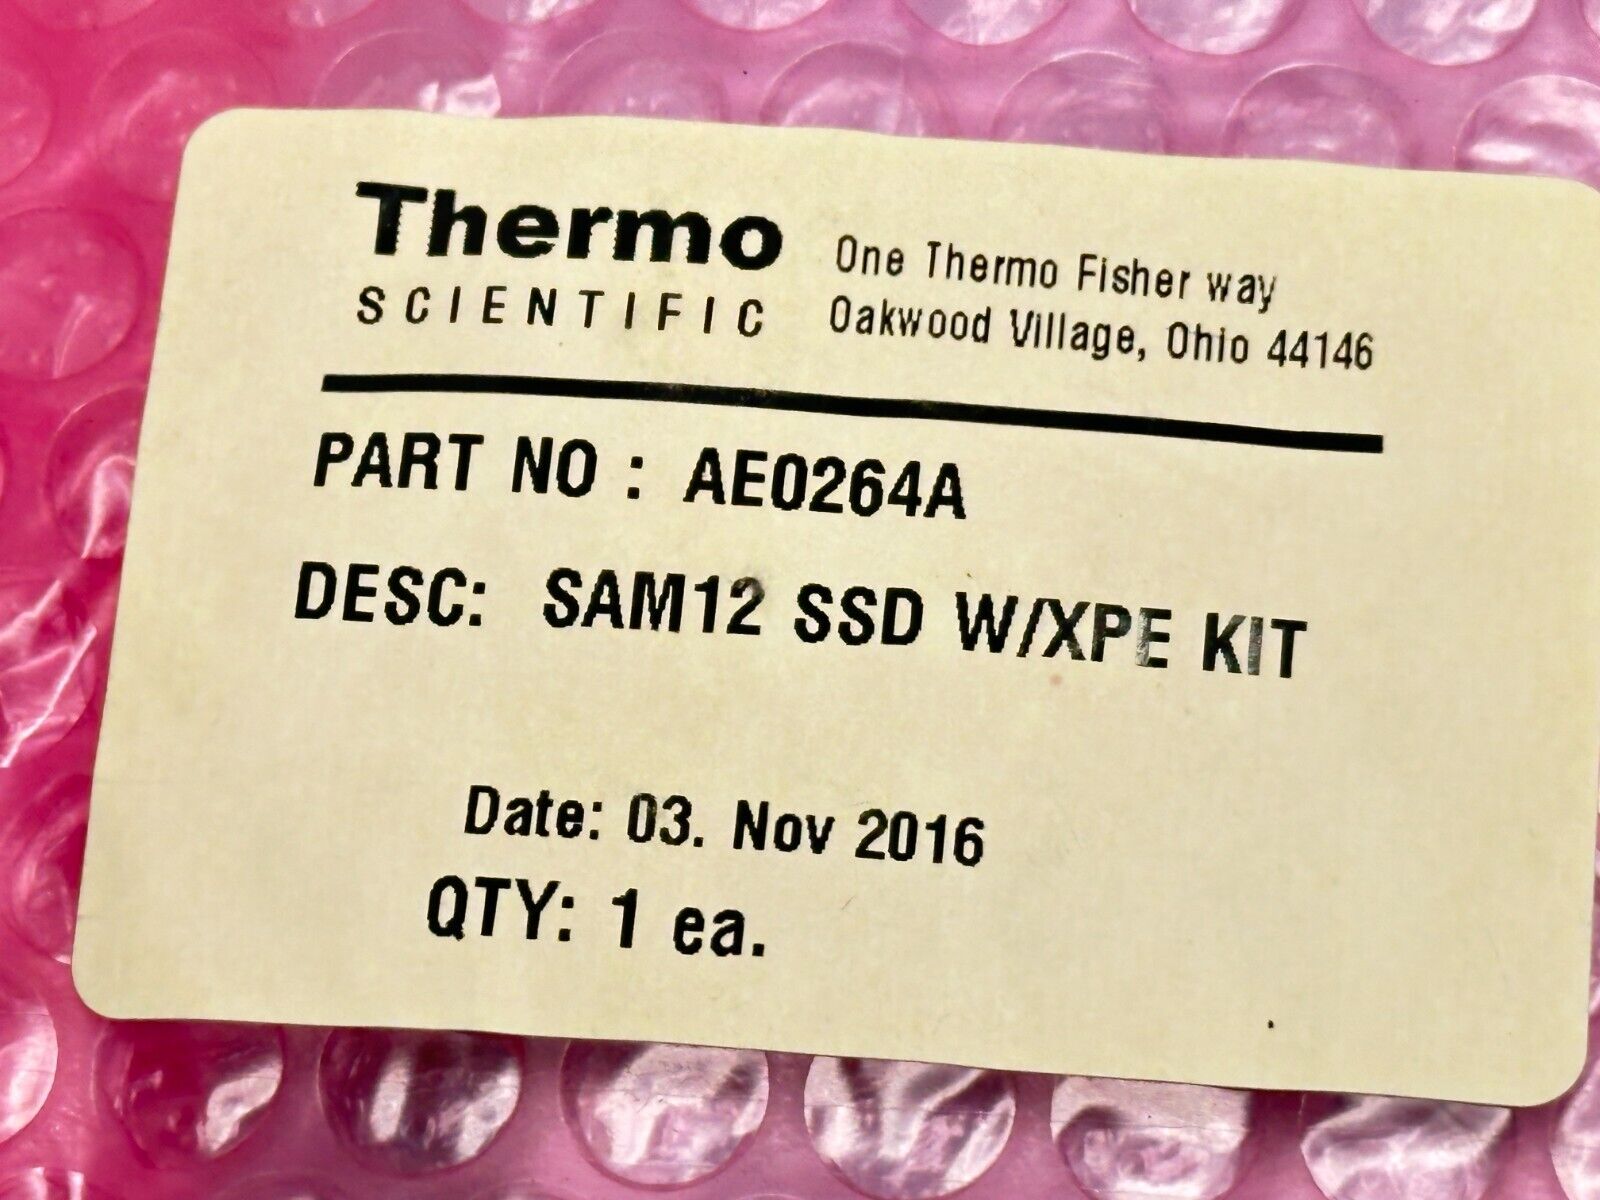 Thermo
SCIENTIFIC
One Thermo Fisher way
Oakwood Village, Ohio 44146
PART NO : AE0264A
DESC: SAM12 SSD W/XPE KIT
Date: 03. Nov 2016
QTY: 1 ea.